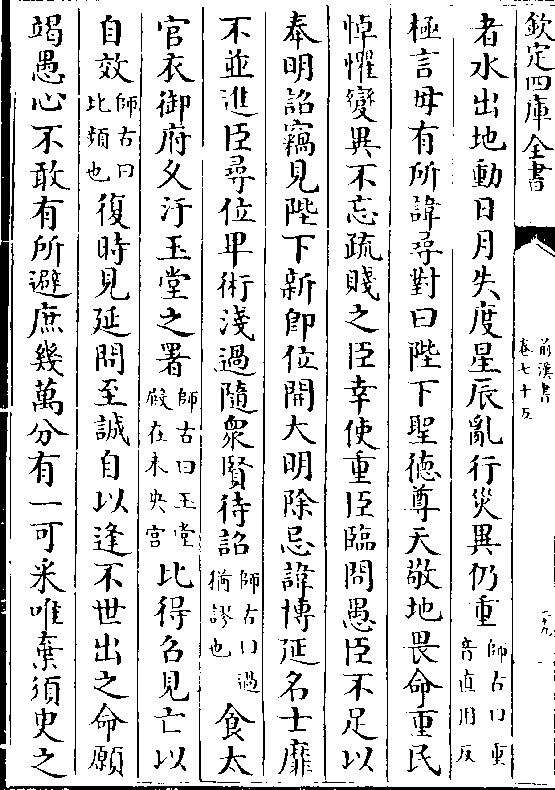 欽定四庫全書
前漢書
卷七十五
十九
者水出地動日月失度星辰亂行災異仍重師古曰重音直用反
極言毋有所諱尋對曰陛下聖德尊天敬地畏命重民
悼懼變異不忘疏賤之臣幸使重臣臨問愚臣不足以
奉明詔竊見陛下新即位開大明除忌諱博延名士靡
不並進臣尋位卑術淺過隨衆賢待詔師古曰過猶謬也食太
官衣御府久汙玉堂之署師古曰玉堂殿在未央宫比得召見亡以
自效師古曰比頻也復時見延問至誠自以逢不世出之命願
竭愚心不敢有所避庶幾萬分有一可采唯棄須臾之